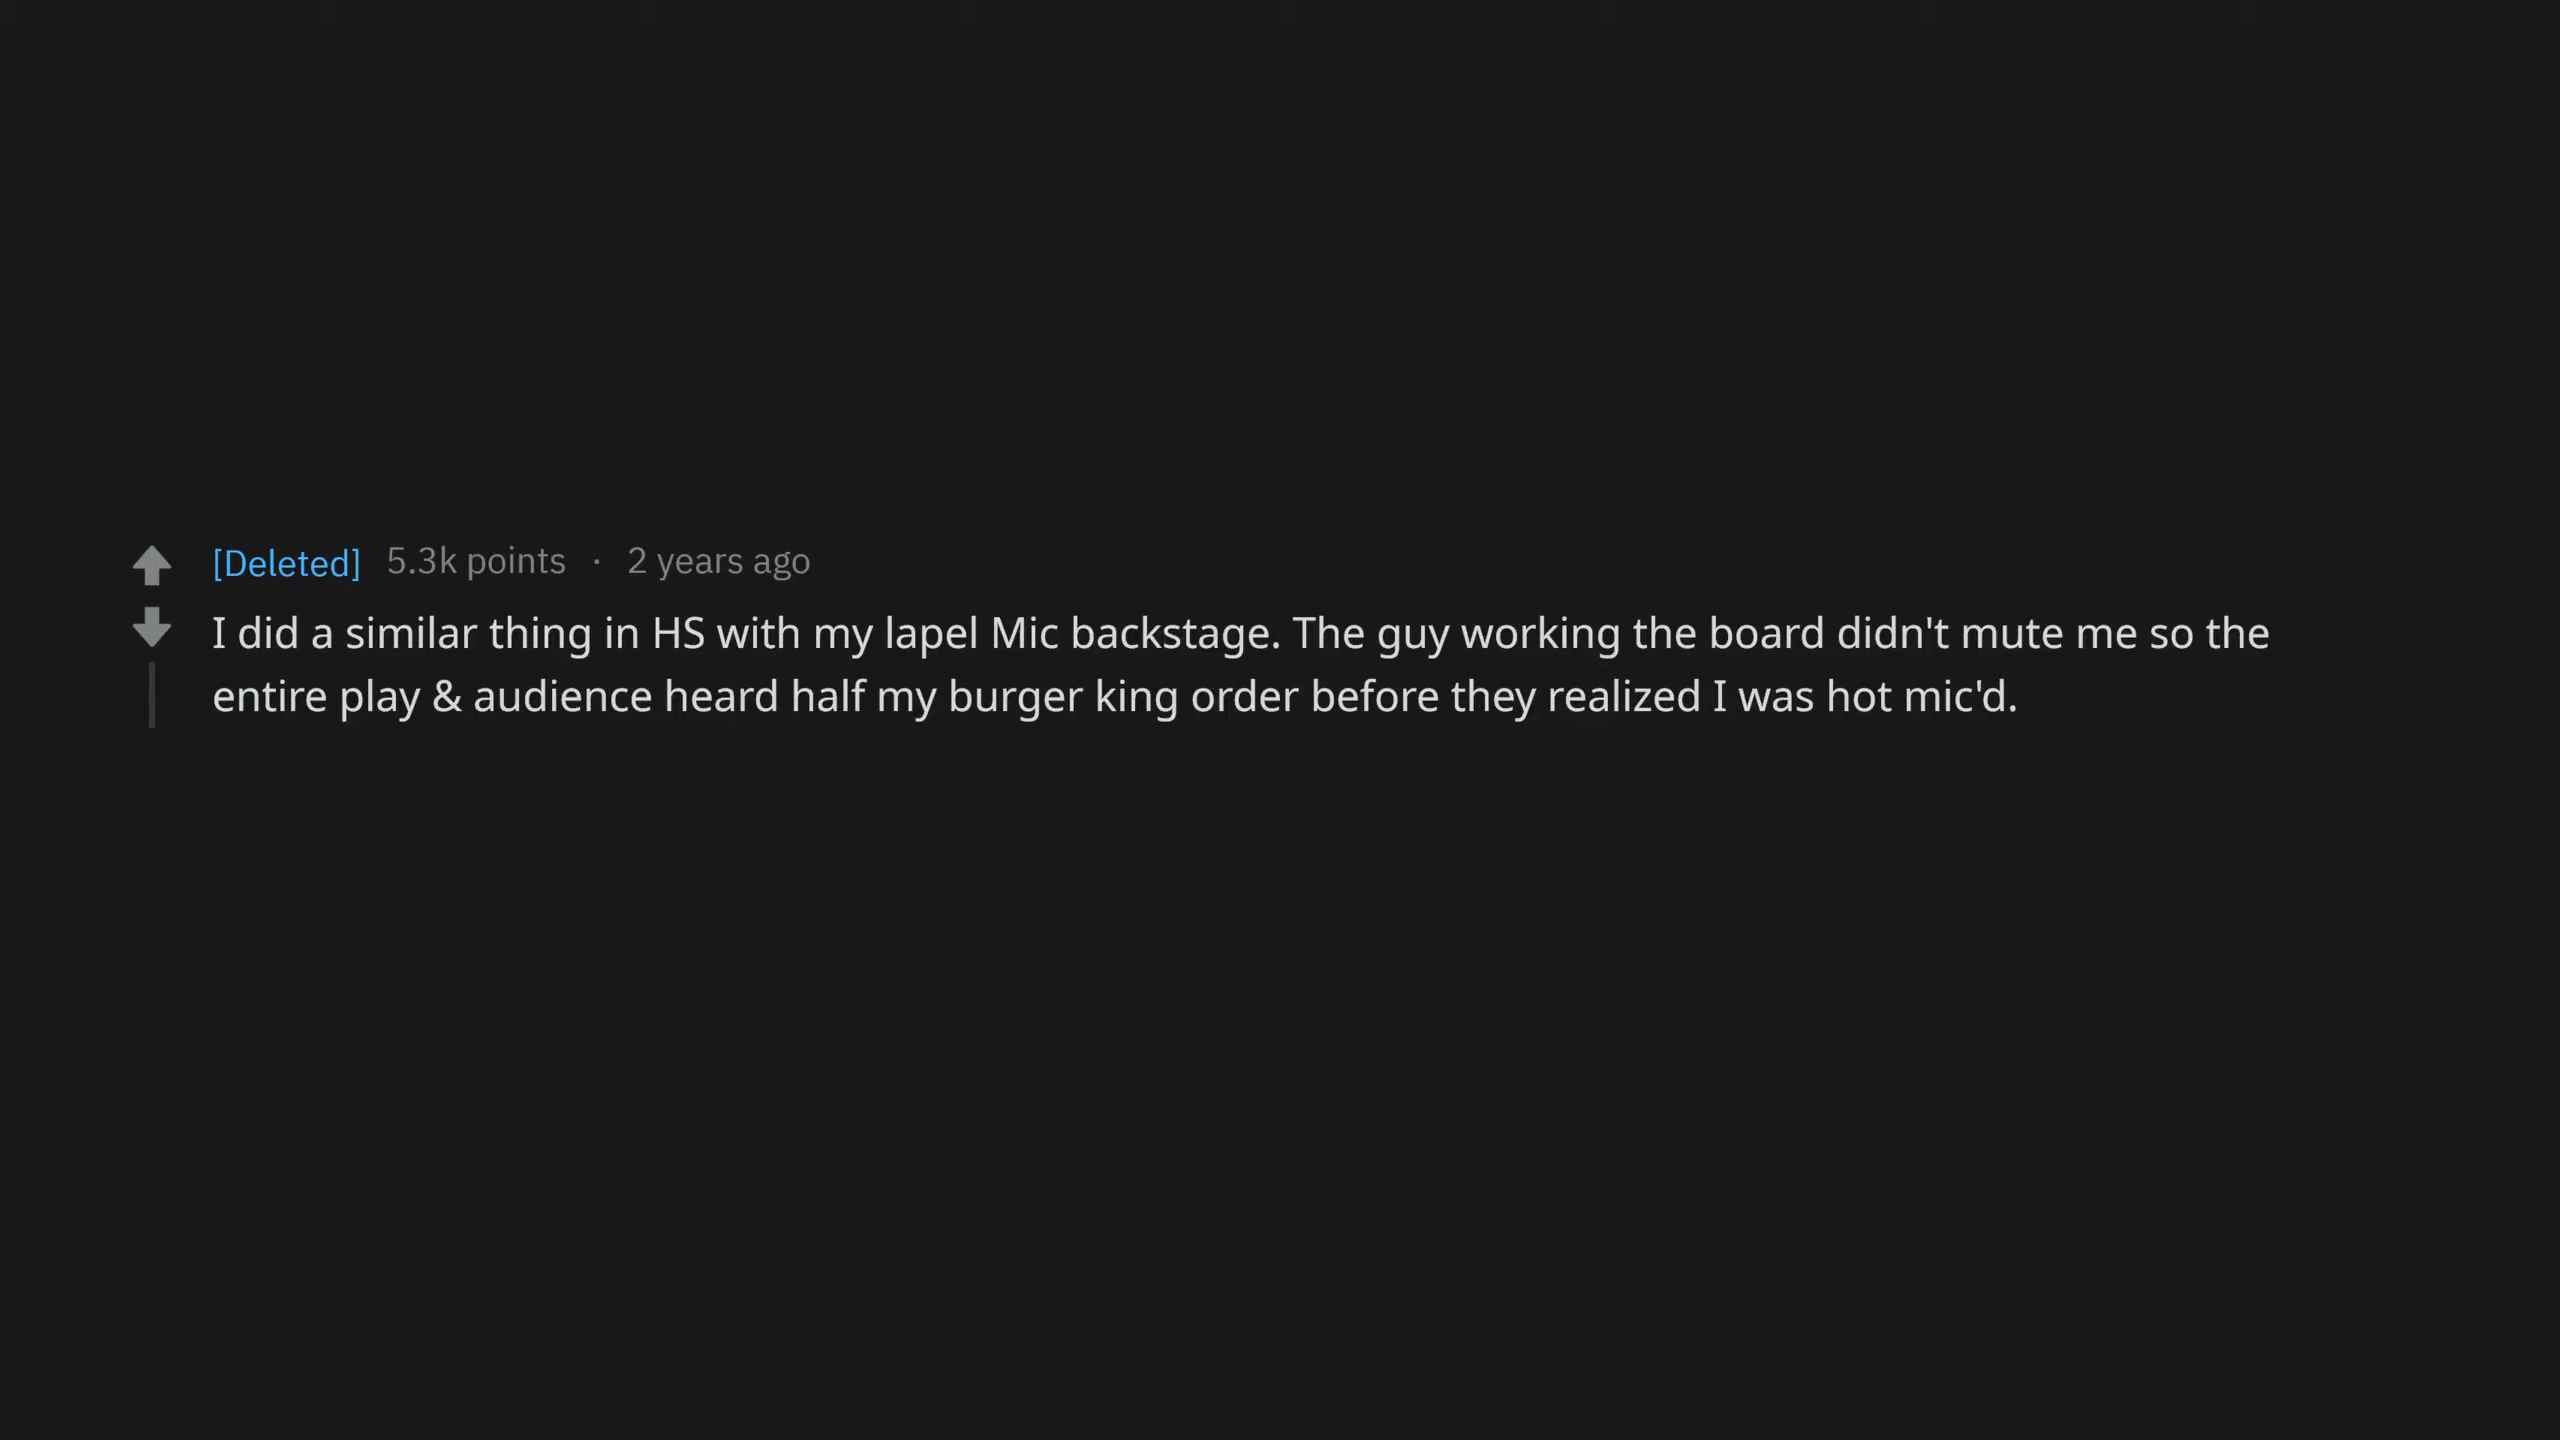 [Deleted] 5.3k points · 2 years ago
I did a similar thing in HS with my lapel Mic backstage. The guy working the board didn't mute me so the
entire play & audience heard half my burger king order before they realized I was hot mic'd.